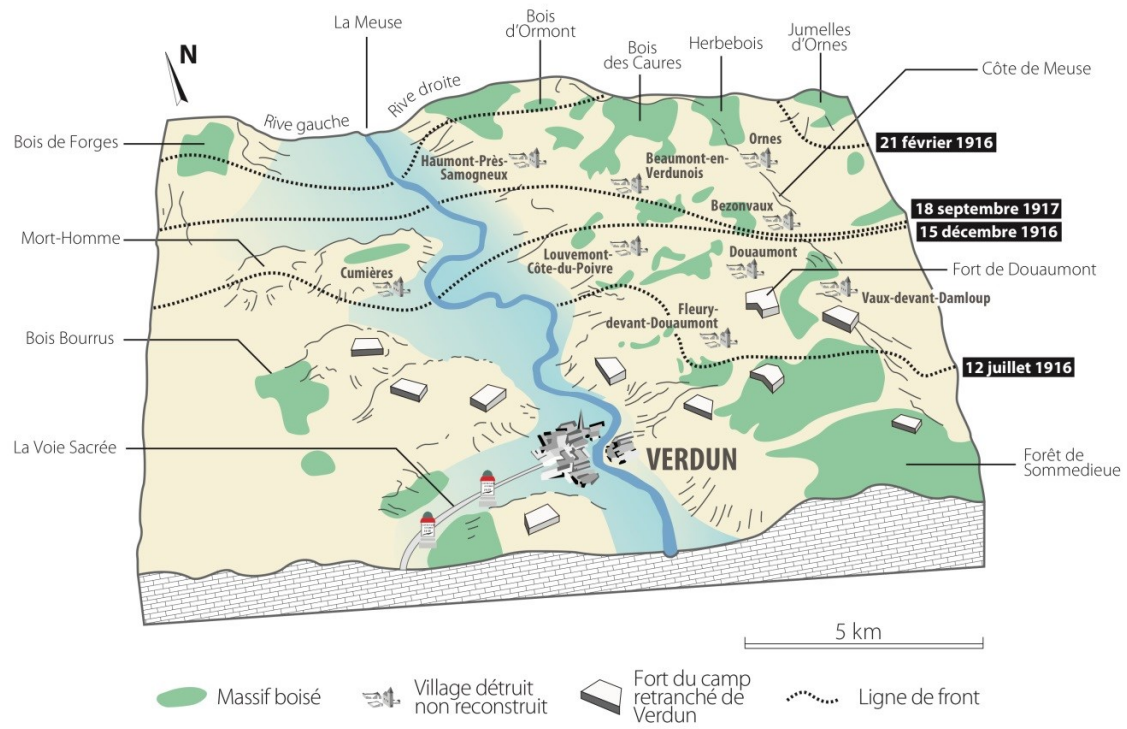 La Meuse
Bois
d'Ormont
Bois
des Caures
Herbebois
Jumelles
d'Ornes
Côte de Meuse
N
Rive gauche
Rive droite
Bois de Forges
21 février 1916
Haumont-Près-
Samogneux
Beaumont-en-
Verdunois
Ornes
Bezonvaux
18 septembre 1917
15 décembre 1916
Mort-Homme
Cumières
Louvemont-
Côte-du-Poivre
Douaumont
Fort de Douaumont
Vaux-devant-Damloup
Fleury-
devant-Douaumont
Bois Bourrus
12 juillet 1916
La Voie Sacrée
VERDUN
Forêt de
Sommedieue
5 km
Massif boisé
Village détruit
non reconstruit
Fort du camp
retranché de
Verdun
Ligne de front